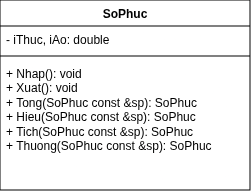 SoPhuc
- iThuc, iAo: double
+ Nhap(): void
+ Xuat(): void
+ Tong(SoPhuc const &sp): SoPhuc
+ Hieu(SoPhuc const &sp): SoPhuc
+ Tich(SoPhuc const &sp): SoPhuc
+ Thuong(SoPhuc const &sp): SoPhuc